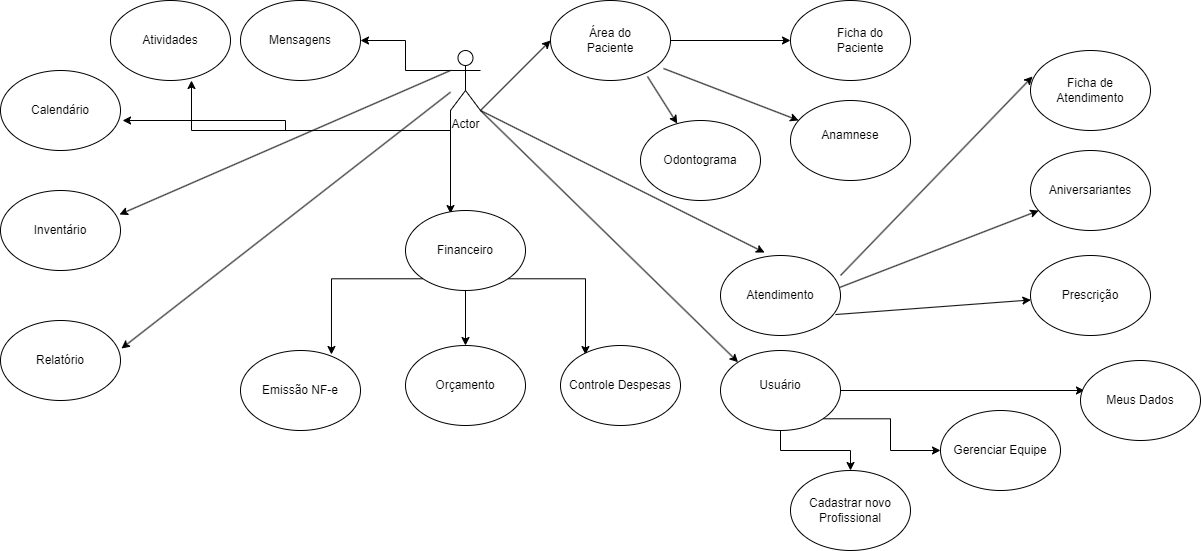 Atividades
Mensagens
Área do
Paciente
Ficha do
Paciente
Ficha de
Atendimento
Calendário
Actor
Anamnese
Odontograma
Aniversariantes
Inventário
Financeiro
Atendimento
Prescrição
Relatório
Emissão NF-e
Orçamento
Controle Despesas
Usuário
Meus Dados
Gerenciar Equipe
Cadastrar novo
Profissional